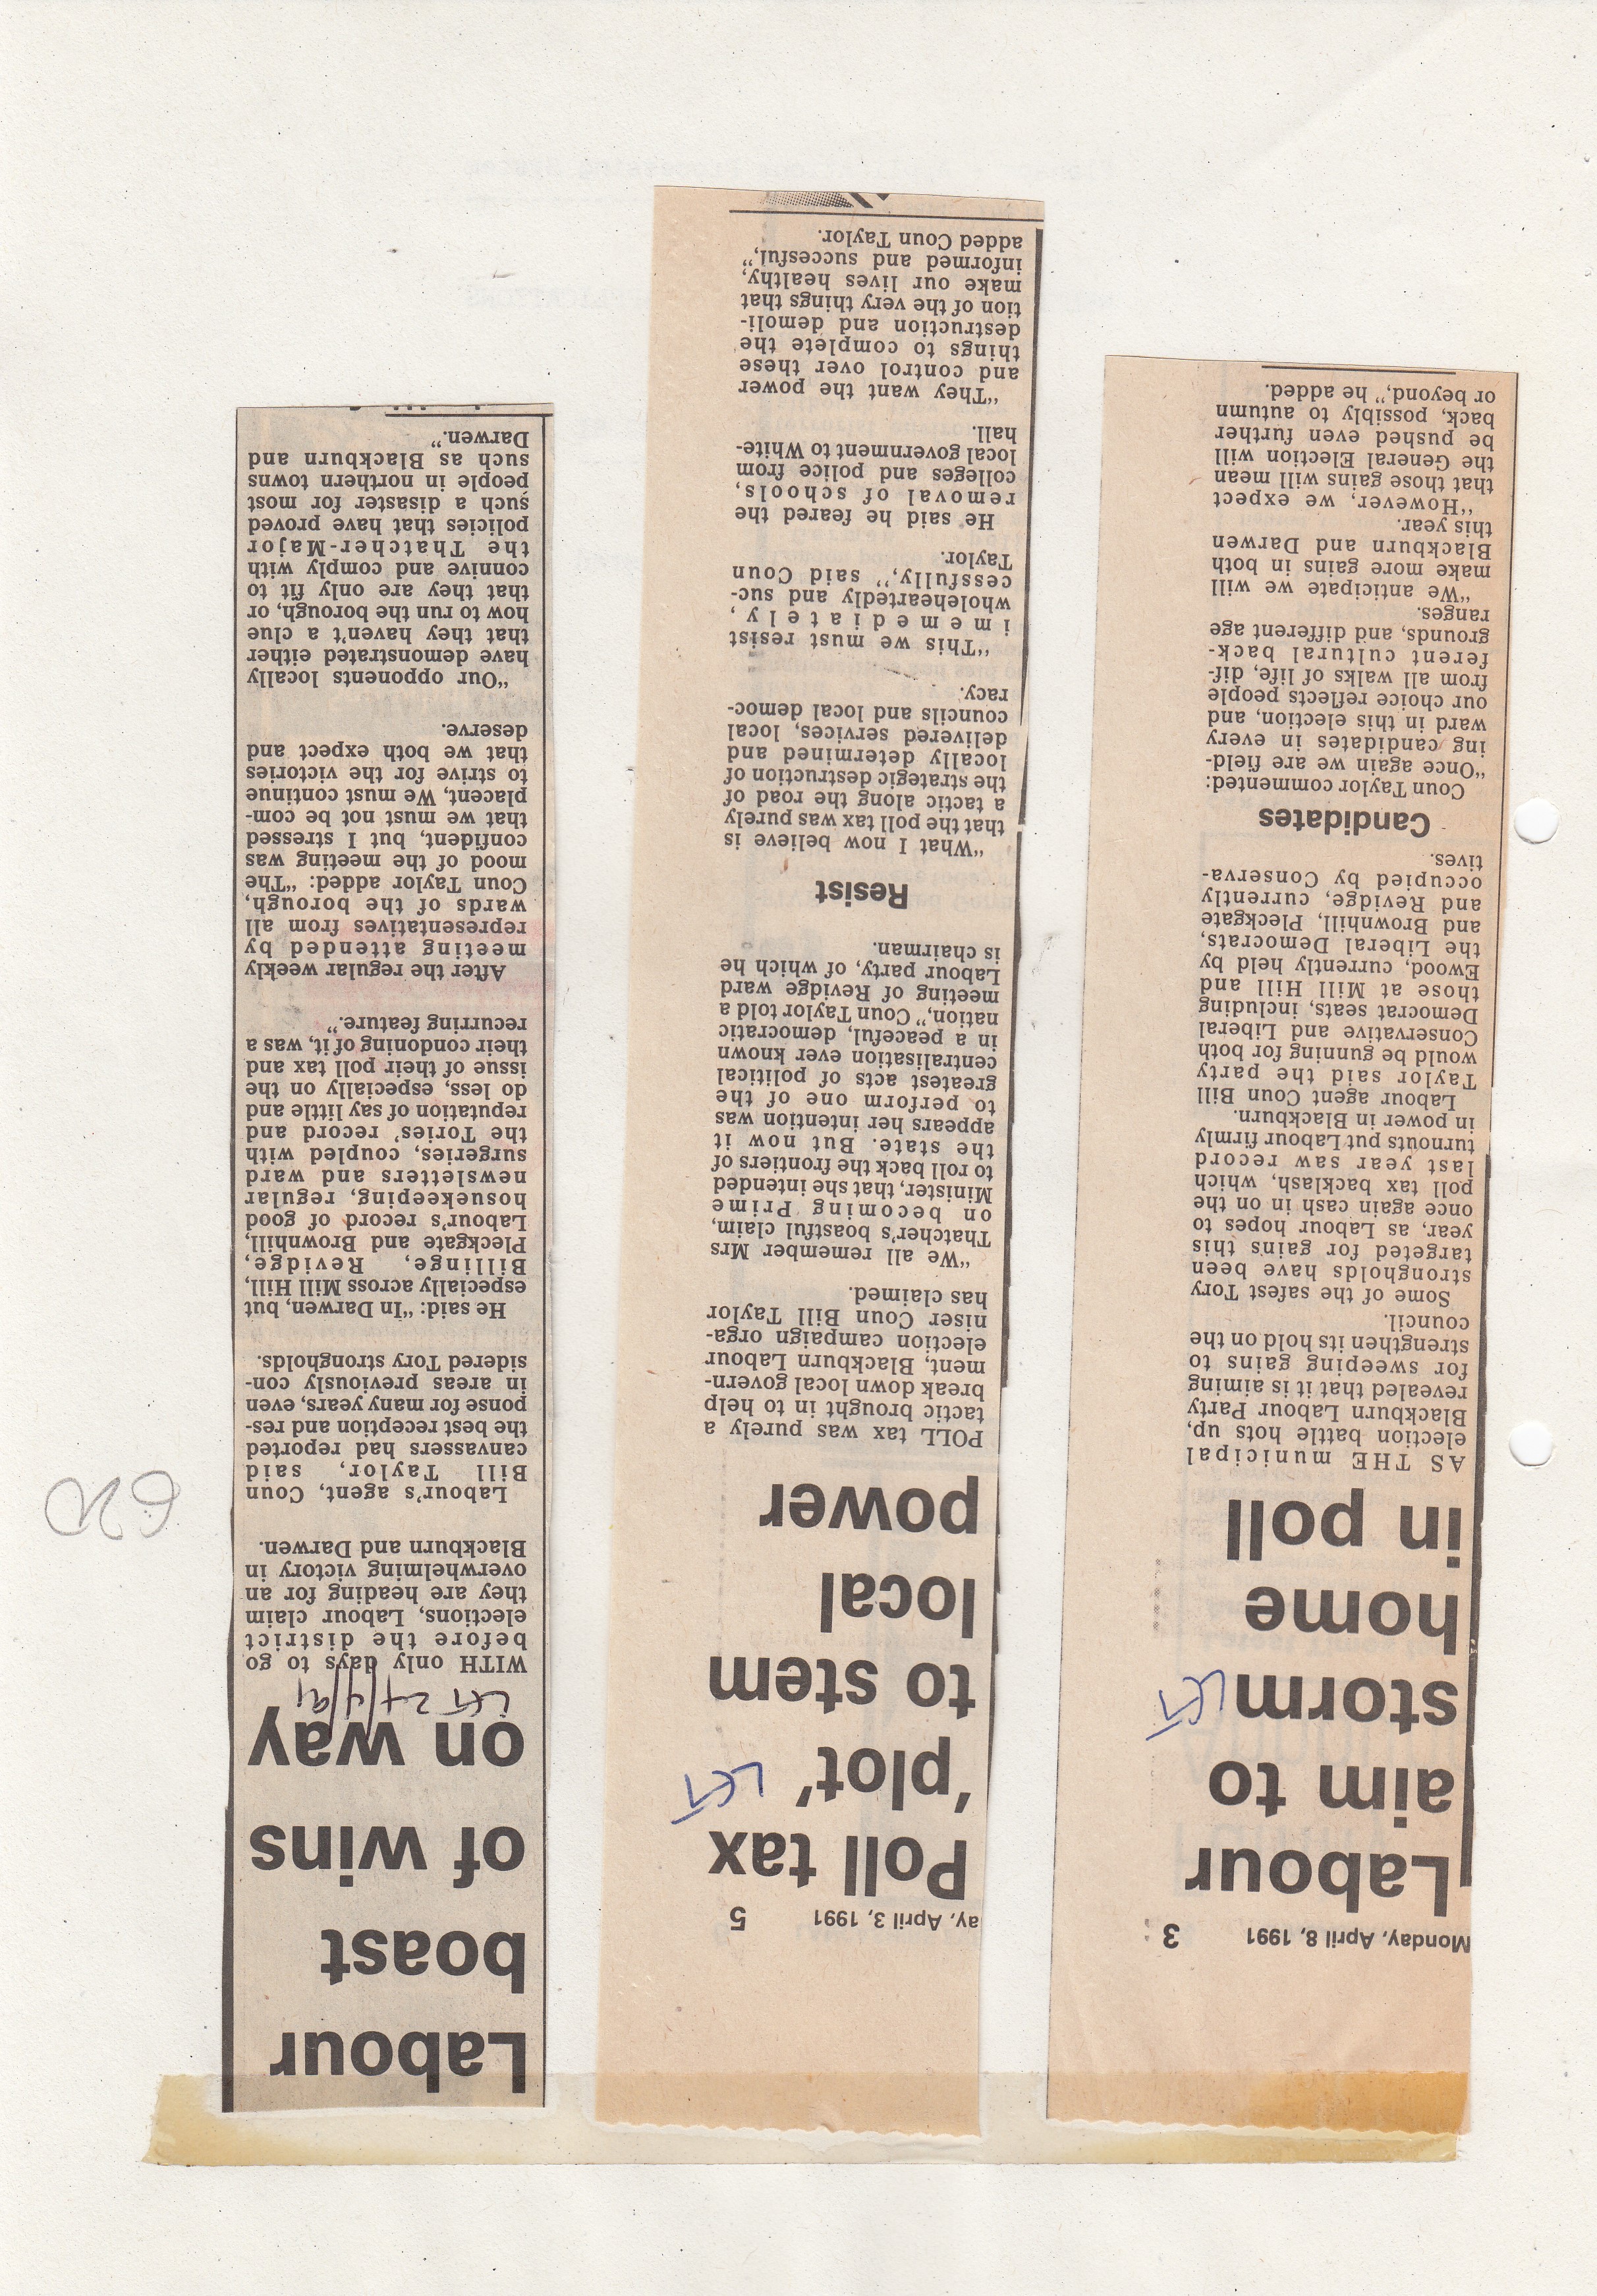 Monday, April 8, 1991 3
Labour
aim to
storm LET
home
in poll
AS THE municipal
election battle hots up,
Blackburn Labour Party
revealed that it is aiming
for sweeping gains to
strengthen its hold on the
council.
Some of the safest Tory
strongholds have been
targeted for gains this
year, as Labour hopes to
once again cash in on the
poll tax backlash, which
last year saw record
turnouts put Labour firmly
in power in Blackburn.
Labour agent Coun Bill
Taylor said the party
would be gunning for both
Conservative and Liberal
Democrat seats, including
those at Mill Hill and
Ewood, currently held by
the Liberal Democrats,
and Brownhill, Pleckgate
and Revidge, currently
occupied by Conserva-
tives.
Candidates
Coun Taylor commented:
“Once again we are field-
ing candidates in every
ward in this election, and
our choice reflects people
from all walks of life, dif-
ferent cultural back-
grounds, and different age
ranges.
“We anticipate we will
make more gains in both
Blackburn and Darwen
this year.
“However, we expect
that those gains will mean
the General Election will
be pushed even further
back, possibly to autumn
or beyond,” he added.
ay, April 3, 1991 5
Poll tax
‘plot’ LET
to stem
local
power
POLL tax was purely a
tactic brought in to help
break down local govern-
ment, Blackburn Labour
election campaign orga-
niser Coun Bill Taylor
has claimed.
“We all remember Mrs
Thatcher’s boastful claim,
on becoming Prime
Minister, that she intended
to roll back the frontiers of
the state. But now it
appears her intention was
to perform one of the
greatest acts of political
centralisation ever known
in a peaceful, democratic
nation,” Coun Taylor told a
meeting of Revidge ward
Labour party, of which he
is chairman.
Resist
“What I now believe is
that the poll tax was purely
a tactic along the road of
the strategic destruction of
locally determined and
delivered services, local
councils and local democ-
racy.
“This we must resist
imemediately,
wholeheartedly and suc-
cessfully,” said Coun
Taylor.
He said he feared the
removal of schools,
colleges and police from
local government to White-
hall.
“They want the power
and control over these
things to complete the
destruction and demoli-
tion of the very things that
make our lives healthy,
informed and succesful,”
added Coun Taylor.
Labour
boast
of wins
on way
LET 24/4/91
WITH only days to go
before the district
elections, Labour claim
they are heading for an
overwhelming victory in
Blackburn and Darwen.
Labour’s agent, Coun
Bill Taylor, said
canvassers had reported
the best reception and res-
ponse for many years, even
in areas previously con-
sidered Tory strongholds.
He said: “In Darwen, but
especially across Mill Hill,
Billinge, Revidge,
Pleckgate and Brownhill,
Labour’s record of good
hosuekeeping, regular
newsletters and ward
surgeries, coupled with
the Tories’ record and
reputation of say little and
do less, especially on the
issue of their poll tax and
their condoning of it, was a
recurring feature.”
After the regular weekly
meeting attended by
representatives from all
wards of the borough,
Coun Taylor added: “The
mood of the meeting was
confident, but I stressed
that we must not be com-
placent, We must continue
to strive for the victories
that we both expect and
deserve.
“Our opponents locally
have demonstrated either
that they haven’t a clue
how to run the borough, or
that they are only fit to
connive and comply with
the Thatcher-Major
policies that have proved
such a disaster for most
people in northern towns
such as Blackburn and
Darwen.”